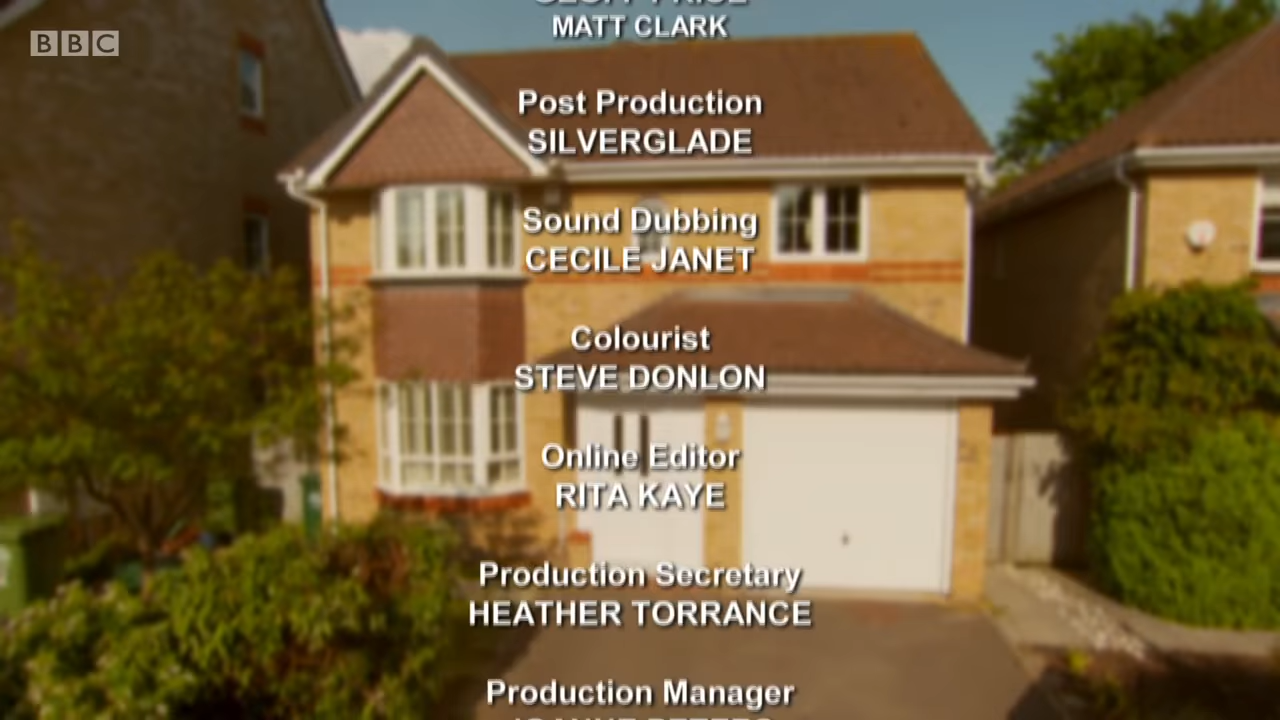 BBC
MATT CLARK
Post Production
SILVERGLADE
Sound Dubbing
CECILE JANET
Colourist
STEVE DONLON
Online Editor
RITA KAYE
Production Secretary
HEATHER TORRANCE
Production Manager